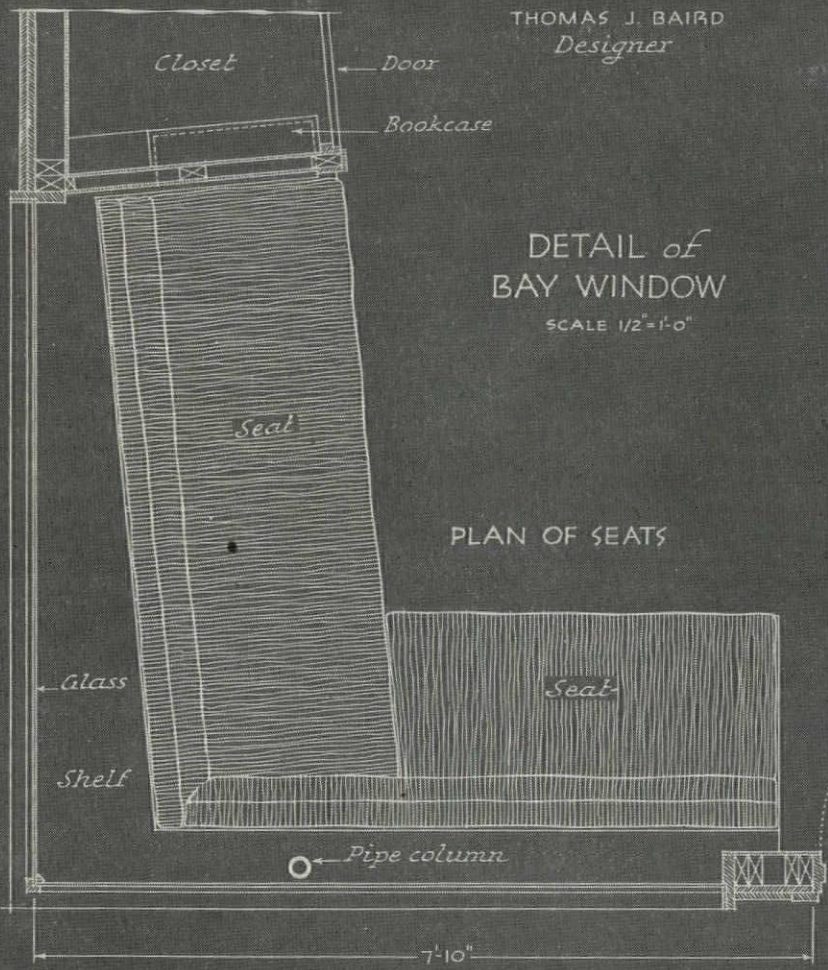 THOMAS J. BAIRD
Designer
Closet
Door
Bookcase
DETAIL of
BAY WINDOW
SCALE 1/2"=1'-0"
Seat
PLAN OF SEATS
Glass
Seat
Shelf
Pipe column
7'-10"